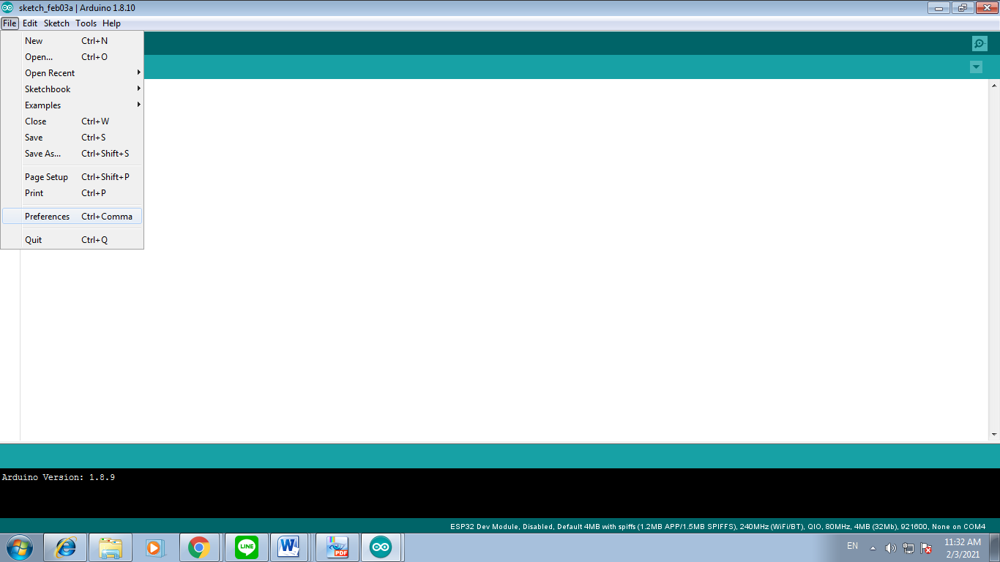 sketch_feb03a | Arduino 1.8.10
File Edit Sketch Tools Help
New Ctrl+N
Open... Ctrl+O
Open Recent
Sketchbook
Examples
Close Ctrl+W
Save Ctrl+S
Save As... Ctrl+Shift+S
Page Setup Ctrl+Shift+P
Print Ctrl+P
Preferences Ctrl+Comma
Quit Ctrl+Q
Arduino Version: 1.8.9
ESP32 Dev Module, Disabled, Default 4MB with spiffs (1.2MB APP/1.5MB SPIFFS), 240MHz (WiFi/BT), QIO, 80MHz, 4MB (32Mb), 921600, None on COM4
LINE
W
PDF
EN
11:32 AM
2/3/2021